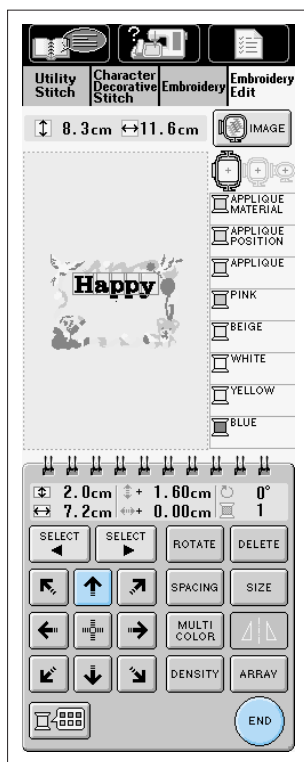 Utility Stitch
Character Decorative Stitch
Embroidery
Embroidery Edit
8.3cm 11.6cm
IMAGE
APPLIQUE MATERIAL
APPLIQUE POSITION
APPLIQUE
PINK
BEIGE
WHITE
YELLOW
BLUE
Happy
2.0cm + 1.60cm 0°
7.2cm + 0.00cm 1
SELECT SELECT ROTATE DELETE
SPACING SIZE
MULTI COLOR
DENSITY ARRAY
END